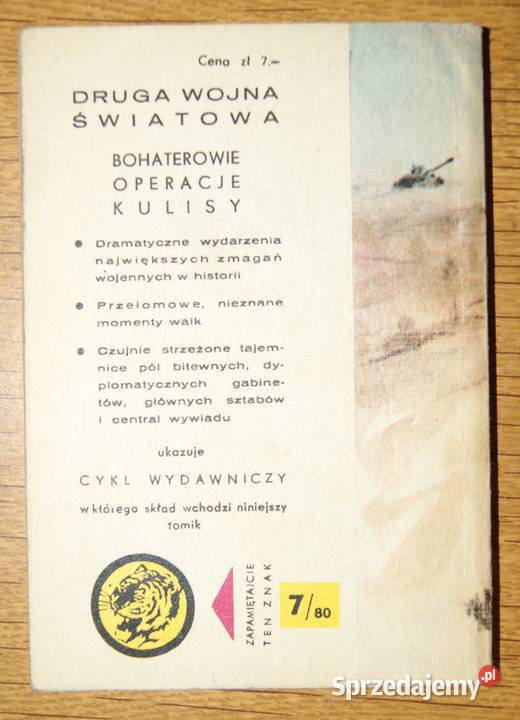 Cena zł 7.–
DRUGA WOJNA
ŚWIATOWA
BOHATEROWIE
OPERACJE
KULISY
● Dramatyczne wydarzenia
największych zmagań
wojennych w historii
● Przełomowe, nieznane
momenty walk
● Czujnie strzeżone tajem-
nice pól bitewnych, dy-
plomatycznych gabine-
tów, głównych sztabów
i central wywiadu
ukazuje
CYKL WYDAWNICZY
w którego skład wchodzi niniejszy
tomik
ZAPAMIĘTAJCIE
TEN ZNAK
7/80
Sprzedajemy.pl